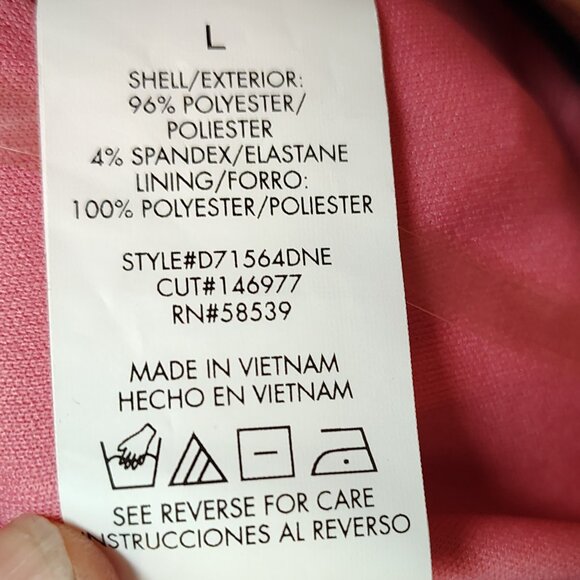 L
SHELL/EXTERIOR:
96% POLYESTER/
POLIESTER
4% SPANDEX/ELASTANE
LINING/FORRO:
100% POLYESTER/POLIESTER
STYLE#D71564DNE
CUT#146977
RN#58539
MADE IN VIETNAM
HECHO EN VIETNAM
SEE REVERSE FOR CARE
INSTRUCCIONES AL REVERSO